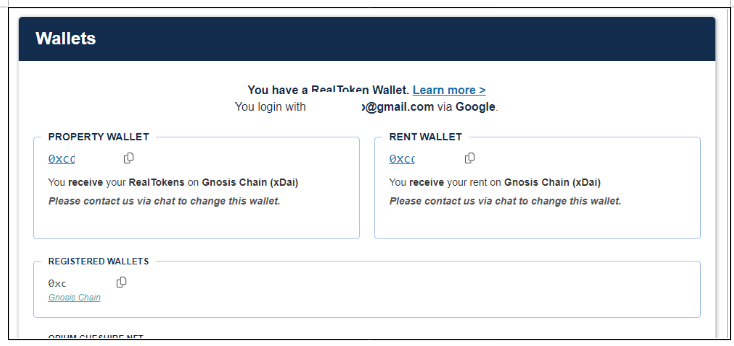 Wallets
You have a RealToken Wallet. Learn more >
You login with @gmail.com via Google.
PROPERTY WALLET
0xcc
You receive your RealTokens on Gnosis Chain (xDai)
Please contact us via chat to change this wallet.
RENT WALLET
0xcc
You receive your rent on Gnosis Chain (xDai)
Please contact us via chat to change this wallet.
REGISTERED WALLETS
0xc
Gnosis Chain